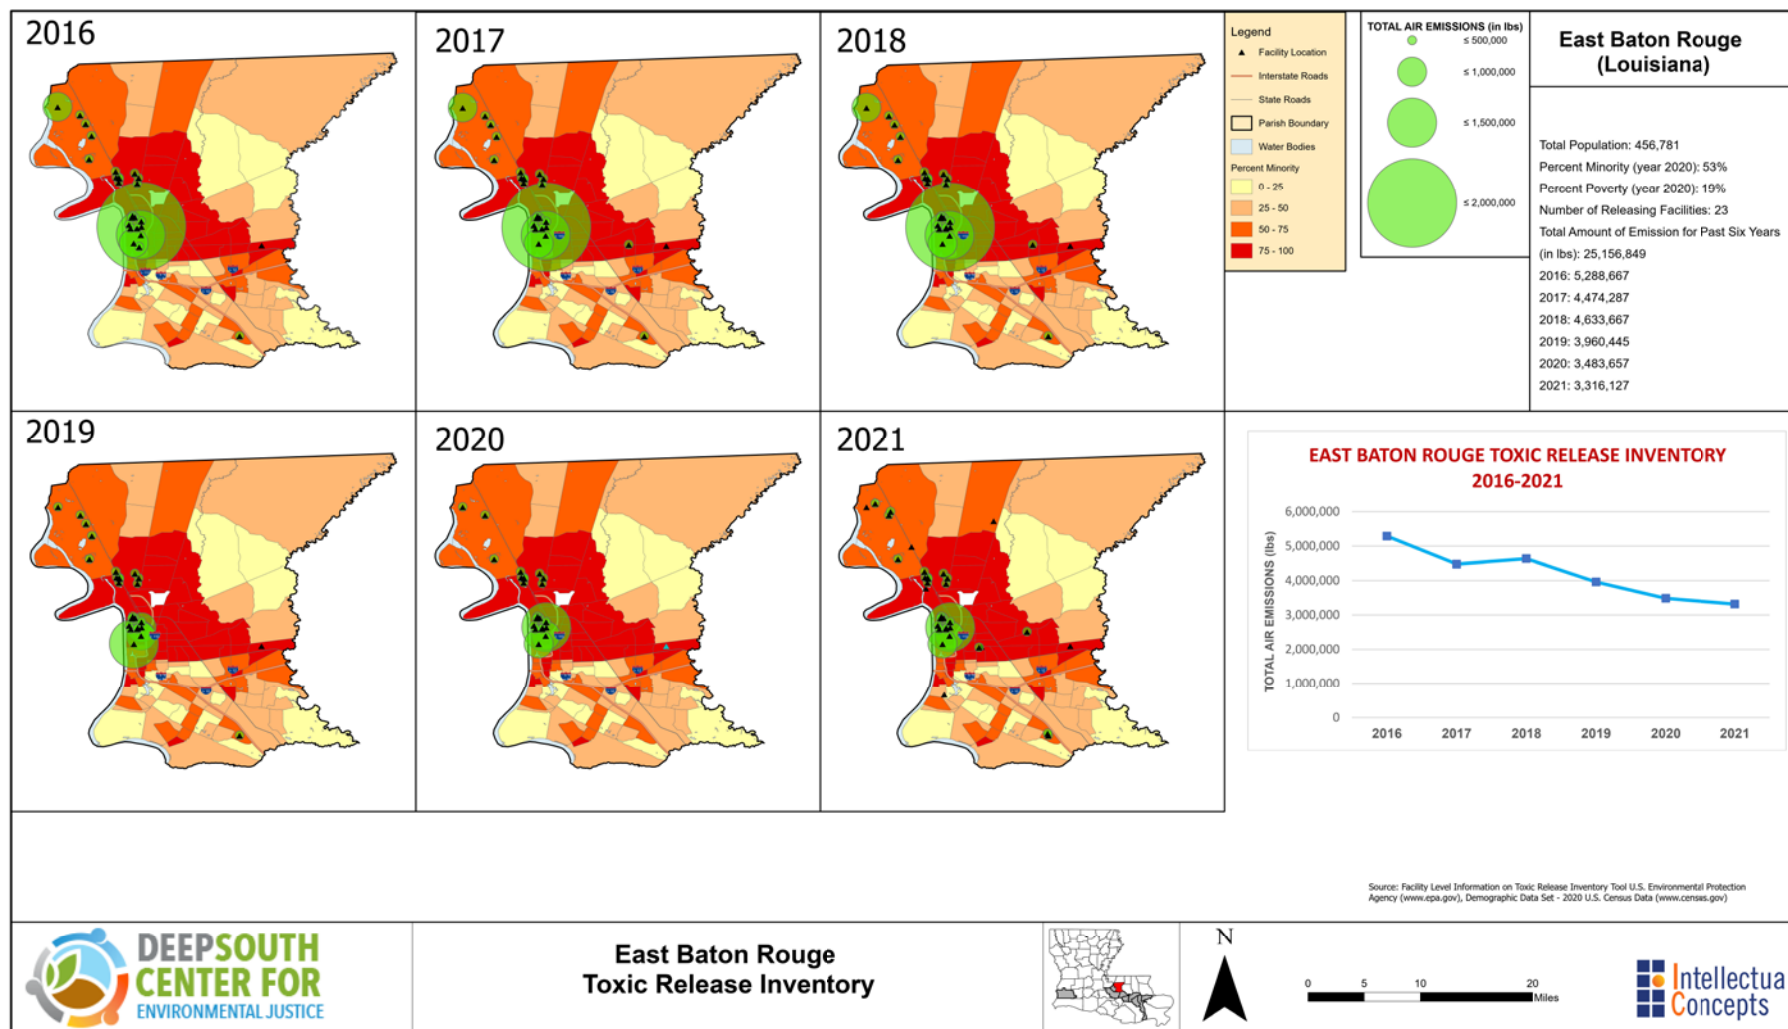 2016
2017
2018
Legend
Facility Location
Interstate Roads
State Roads
Parish Boundary
Water Bodies
Percent Minority
0 - 25
25 - 50
50 - 75
75 - 100
TOTAL AIR EMISSIONS (in lbs)
≤ 500,000
≤ 1,000,000
≤ 1,500,000
≤ 2,000,000
East Baton Rouge
(Louisiana)
Total Population: 456,781
Percent Minority (year 2020): 53%
Percent Poverty (year 2020): 19%
Number of Releasing Facilities: 23
Total Amount of Emission for Past Six Years
(in lbs): 25,156,849
2016: 5,288,667
2017: 4,474,287
2018: 4,633,667
2019: 3,960,445
2020: 3,483,657
2021: 3,316,127
2019
2020
2021
EAST BATON ROUGE TOXIC RELEASE INVENTORY
2016-2021
TOTAL AIR EMISSIONS (lbs)
6,000,000
5,000,000
4,000,000
3,000,000
2,000,000
1,000,000
0
2016 2017 2018 2019 2020 2021
Source: Facility Level Information on Toxic Release Inventory Tool U.S. Environmental Protection
Agency (www.epa.gov), Demographic Data Set - 2020 U.S. Census Data (www.census.gov)
DEEPSOUTH
CENTER FOR
ENVIRONMENTAL JUSTICE
East Baton Rouge
Toxic Release Inventory
N
0 5 10 20
Miles
Intellectua
Concepts